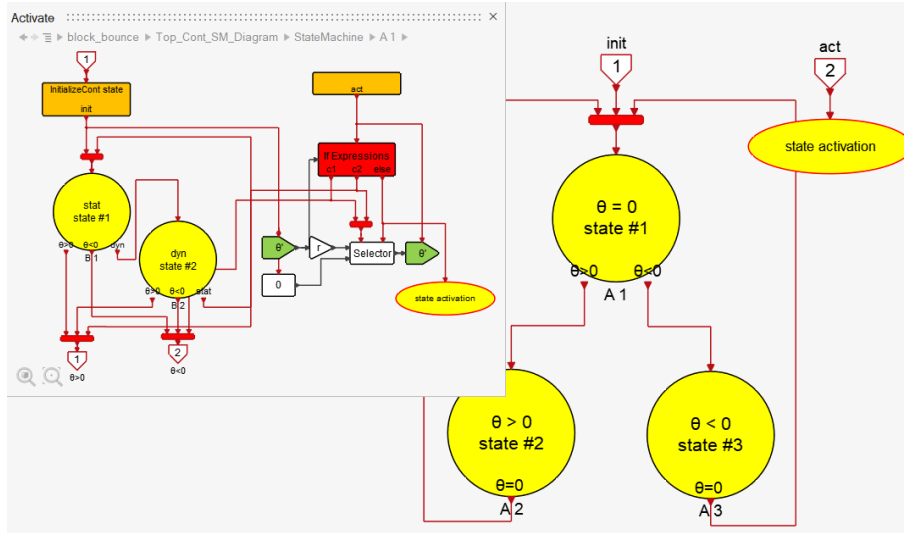 Activate
block_bounce Top_Cont_SM_Diagram StateMachine A 1
1
InitializeCont state
init
act
If Expressions
c1 c2 else
stat
state #1
θ>0 θ<0 dyn
B 1
dyn
state #2
θ>0 θ<0 stat
B 2
θ'
r
Selector
θ'
0
state activation
1
θ>0
2
θ<0
init
1
act
2
state activation
θ = 0
state #1
θ>0 θ<0
A 1
θ > 0
state #2
θ=0
A 2
θ < 0
state #3
θ=0
A 3